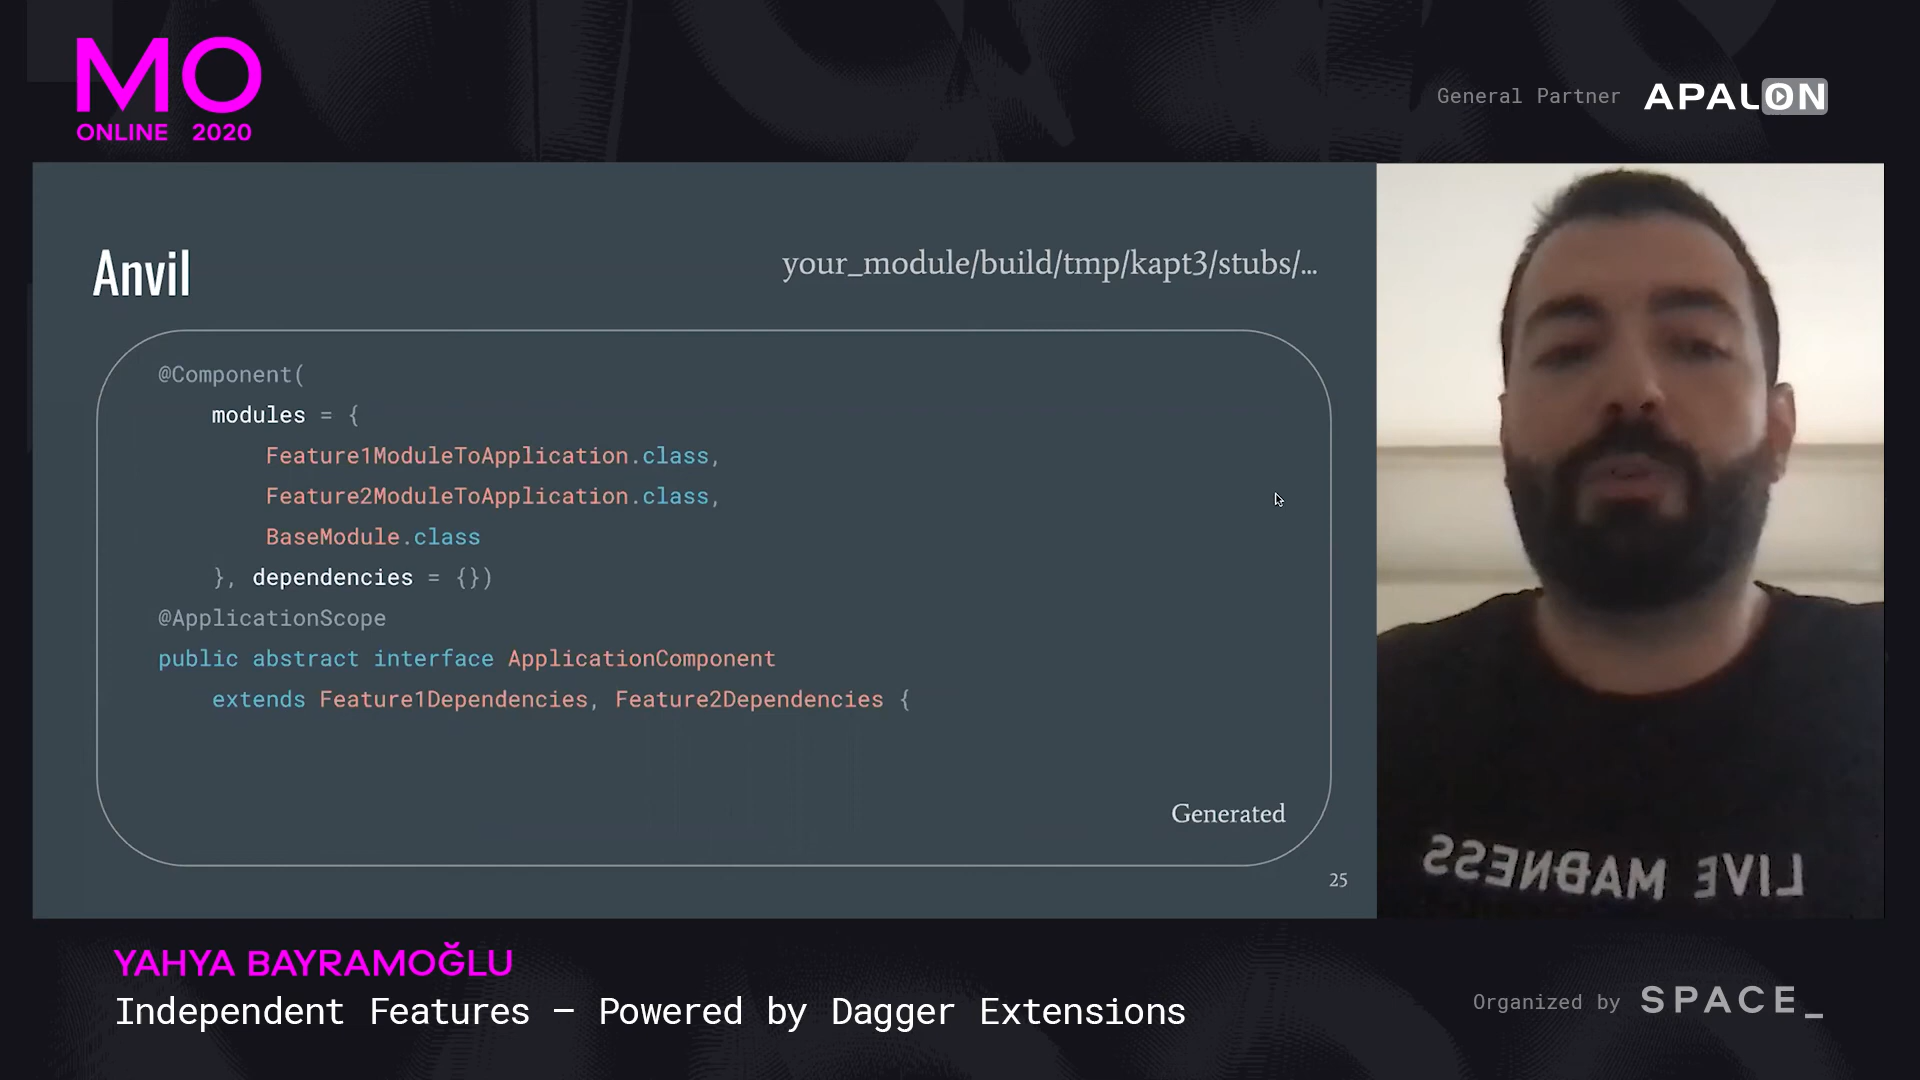 MO
ONLINE 2020
General Partner APALON
Anvil
your_module/build/tmp/kapt3/stubs/...
@Component(
modules = {
Feature1ModuleToApplication.class,
Feature2ModuleToApplication.class,
BaseModule.class
}, dependencies = {})
@ApplicationScope
public abstract interface ApplicationComponent
extends Feature1Dependencies, Feature2Dependencies {
Generated
25
LIVE MADNESS
YAHYA BAYRAMOĞLU
Independent Features – Powered by Dagger Extensions
Organized by SPACE_